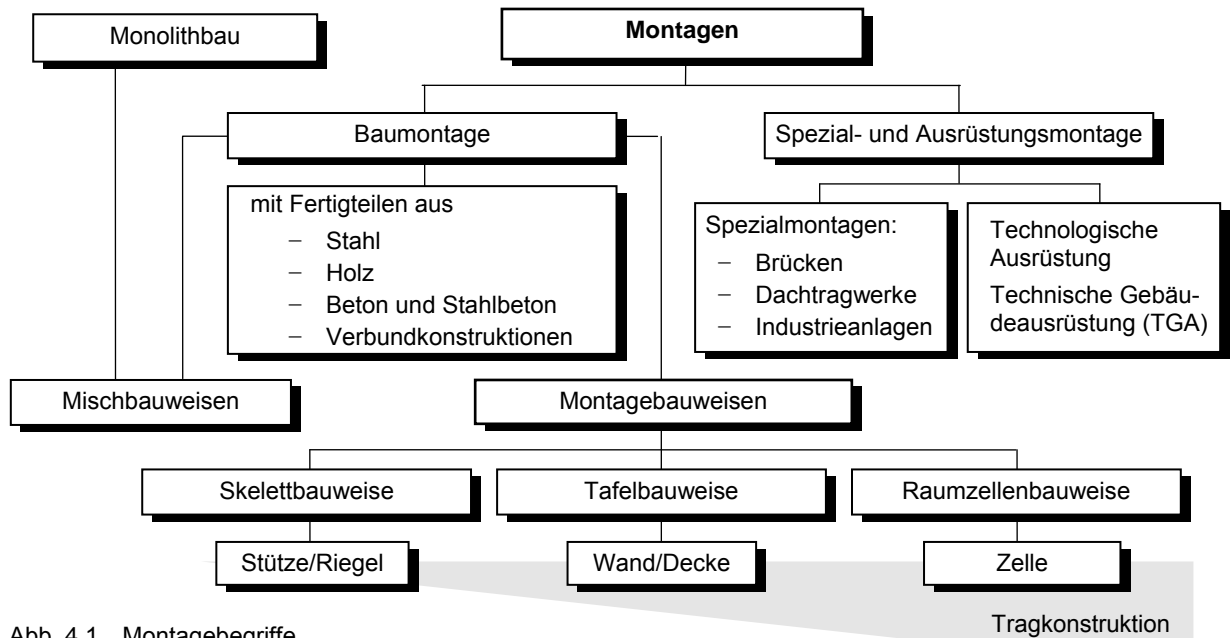 Monolithbau
Montagen
Baumontage
Spezial- und Ausrüstungsmontage
mit Fertigteilen aus
– Stahl
– Holz
– Beton und Stahlbeton
– Verbundkonstruktionen
Spezialmontagen:
– Brücken
– Dachtragwerke
– Industrieanlagen
Technologische
Ausrüstung
Technische Gebäu-
deausrüstung (TGA)
Mischbauweisen
Montagebauweisen
Skelettbauweise
Tafelbauweise
Raumzellenbauweise
Stütze/Riegel
Wand/Decke
Zelle
Tragkonstruktion
Abb. 4.1 Montagebegriffe